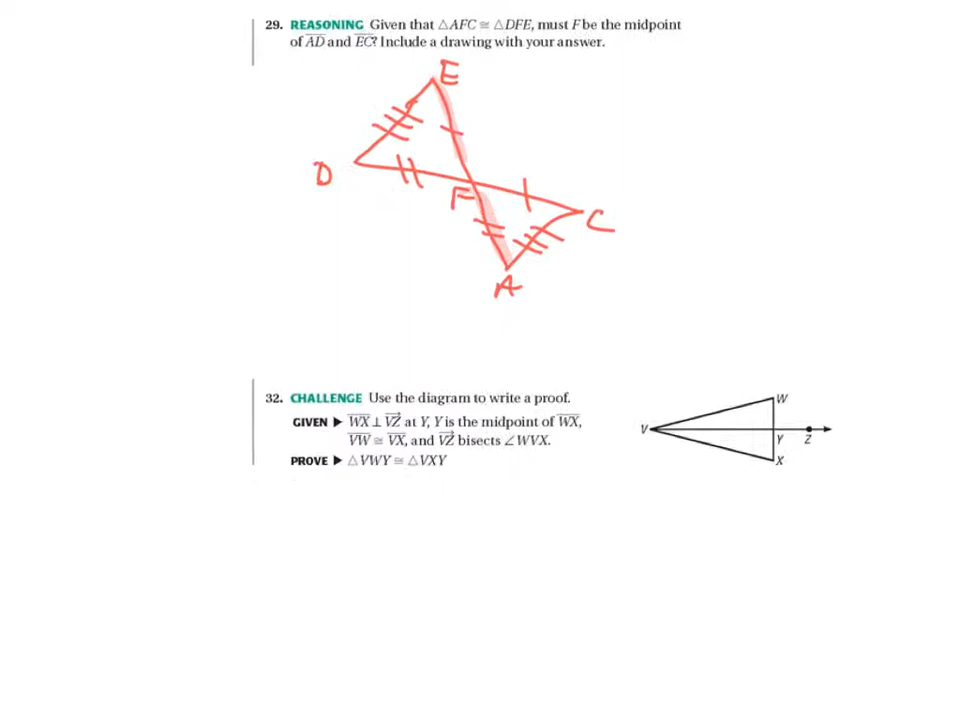 29. REASONING Given that △AFC ≅ △DFE, must F be the midpoint
of AD and EC? Include a drawing with your answer.
E
D
F
C
A
32. CHALLENGE Use the diagram to write a proof.
GIVEN ▶ WX ⊥ VZ at Y, Y is the midpoint of WX,
VW ≅ VX, and VZ bisects ∠WVX.
PROVE ▶ △VWY ≅ △VXY
W
V
Y
Z
X